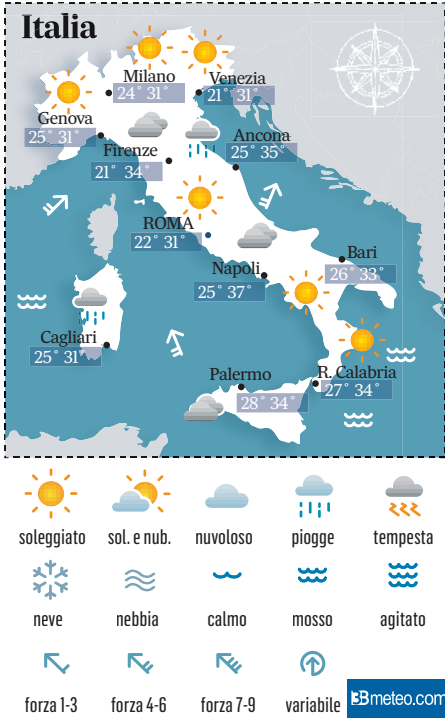 Italia
Milano
24° 31°
Venezia
21° 31°
Genova
25° 31°
Firenze
21° 34°
Ancona
25° 35°
ROMA
22° 31°
Bari
26° 33°
Napoli
25° 37°
Cagliari
25° 31°
Palermo
28° 34°
R. Calabria
27° 34°
soleggiato sol. e nub. nuvoloso piogge tempesta
neve nebbia calmo mosso agitato
forza 1-3 forza 4-6 forza 7-9 variabile
3Bmeteo.com